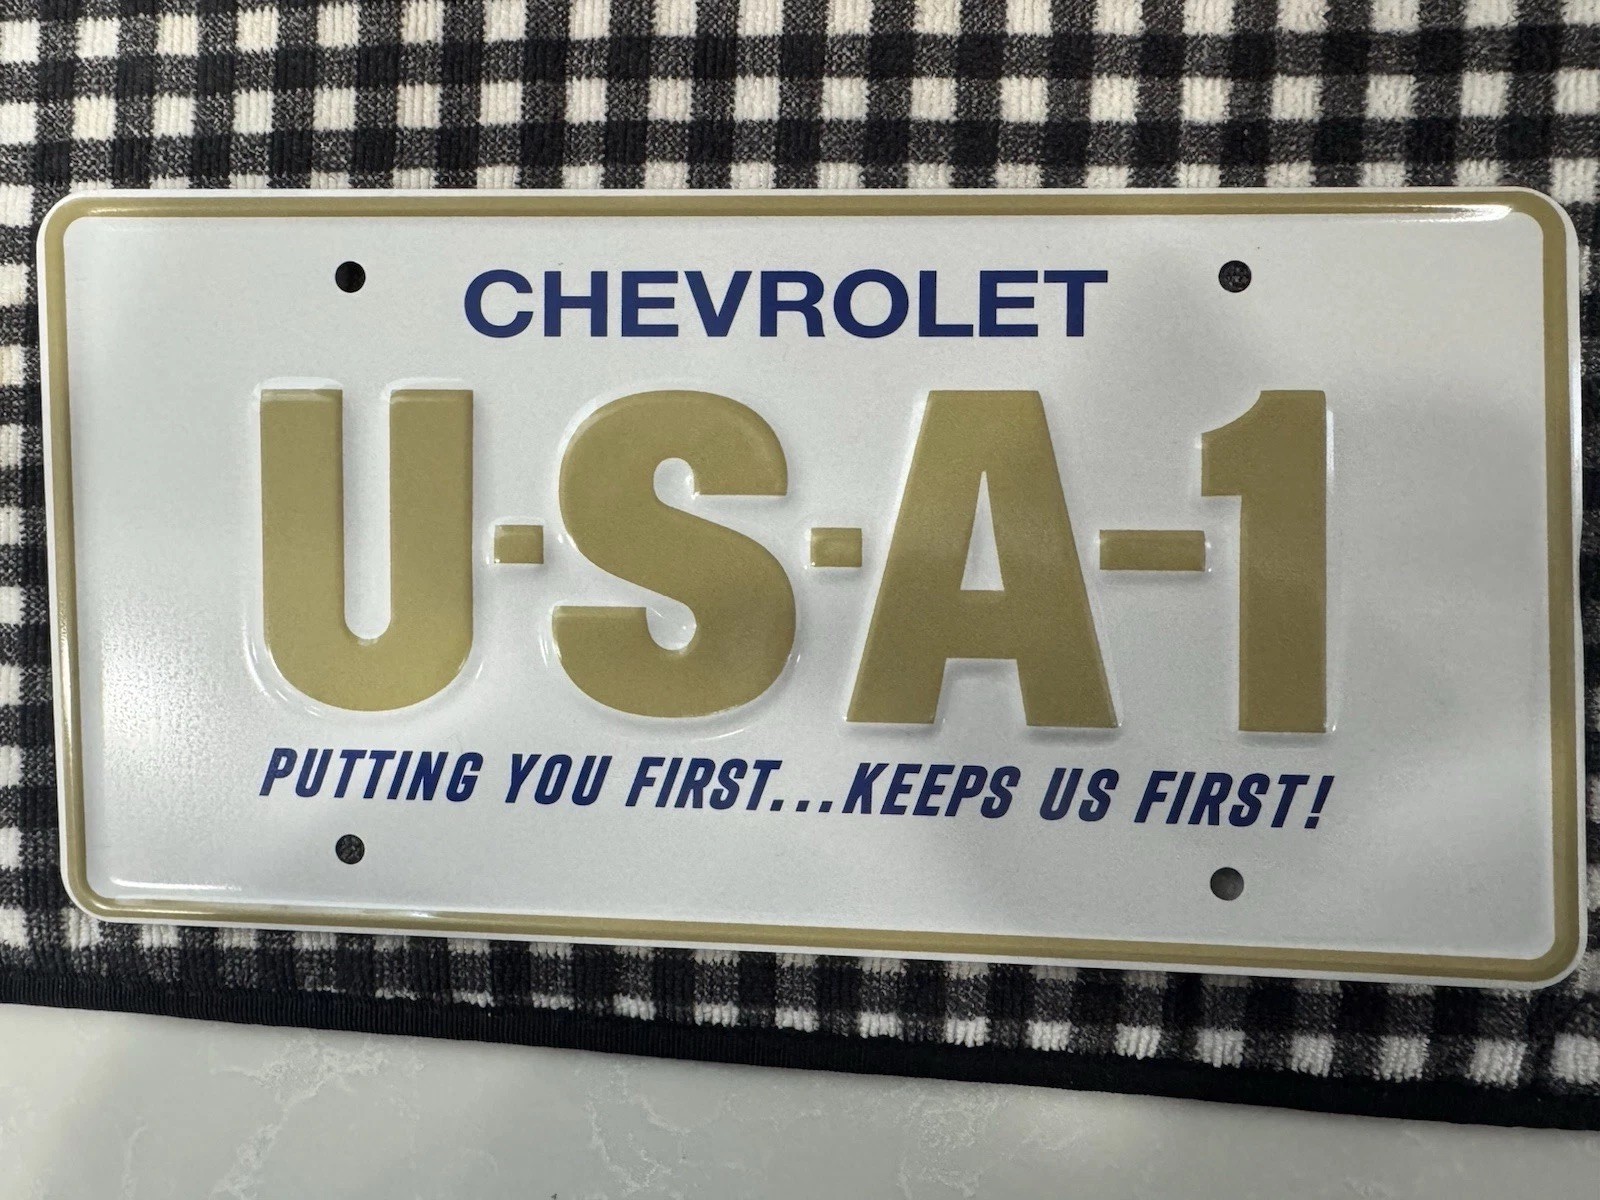 CHEVROLET
U-S-A-1
PUTTING YOU FIRST...KEEPS US FIRST!